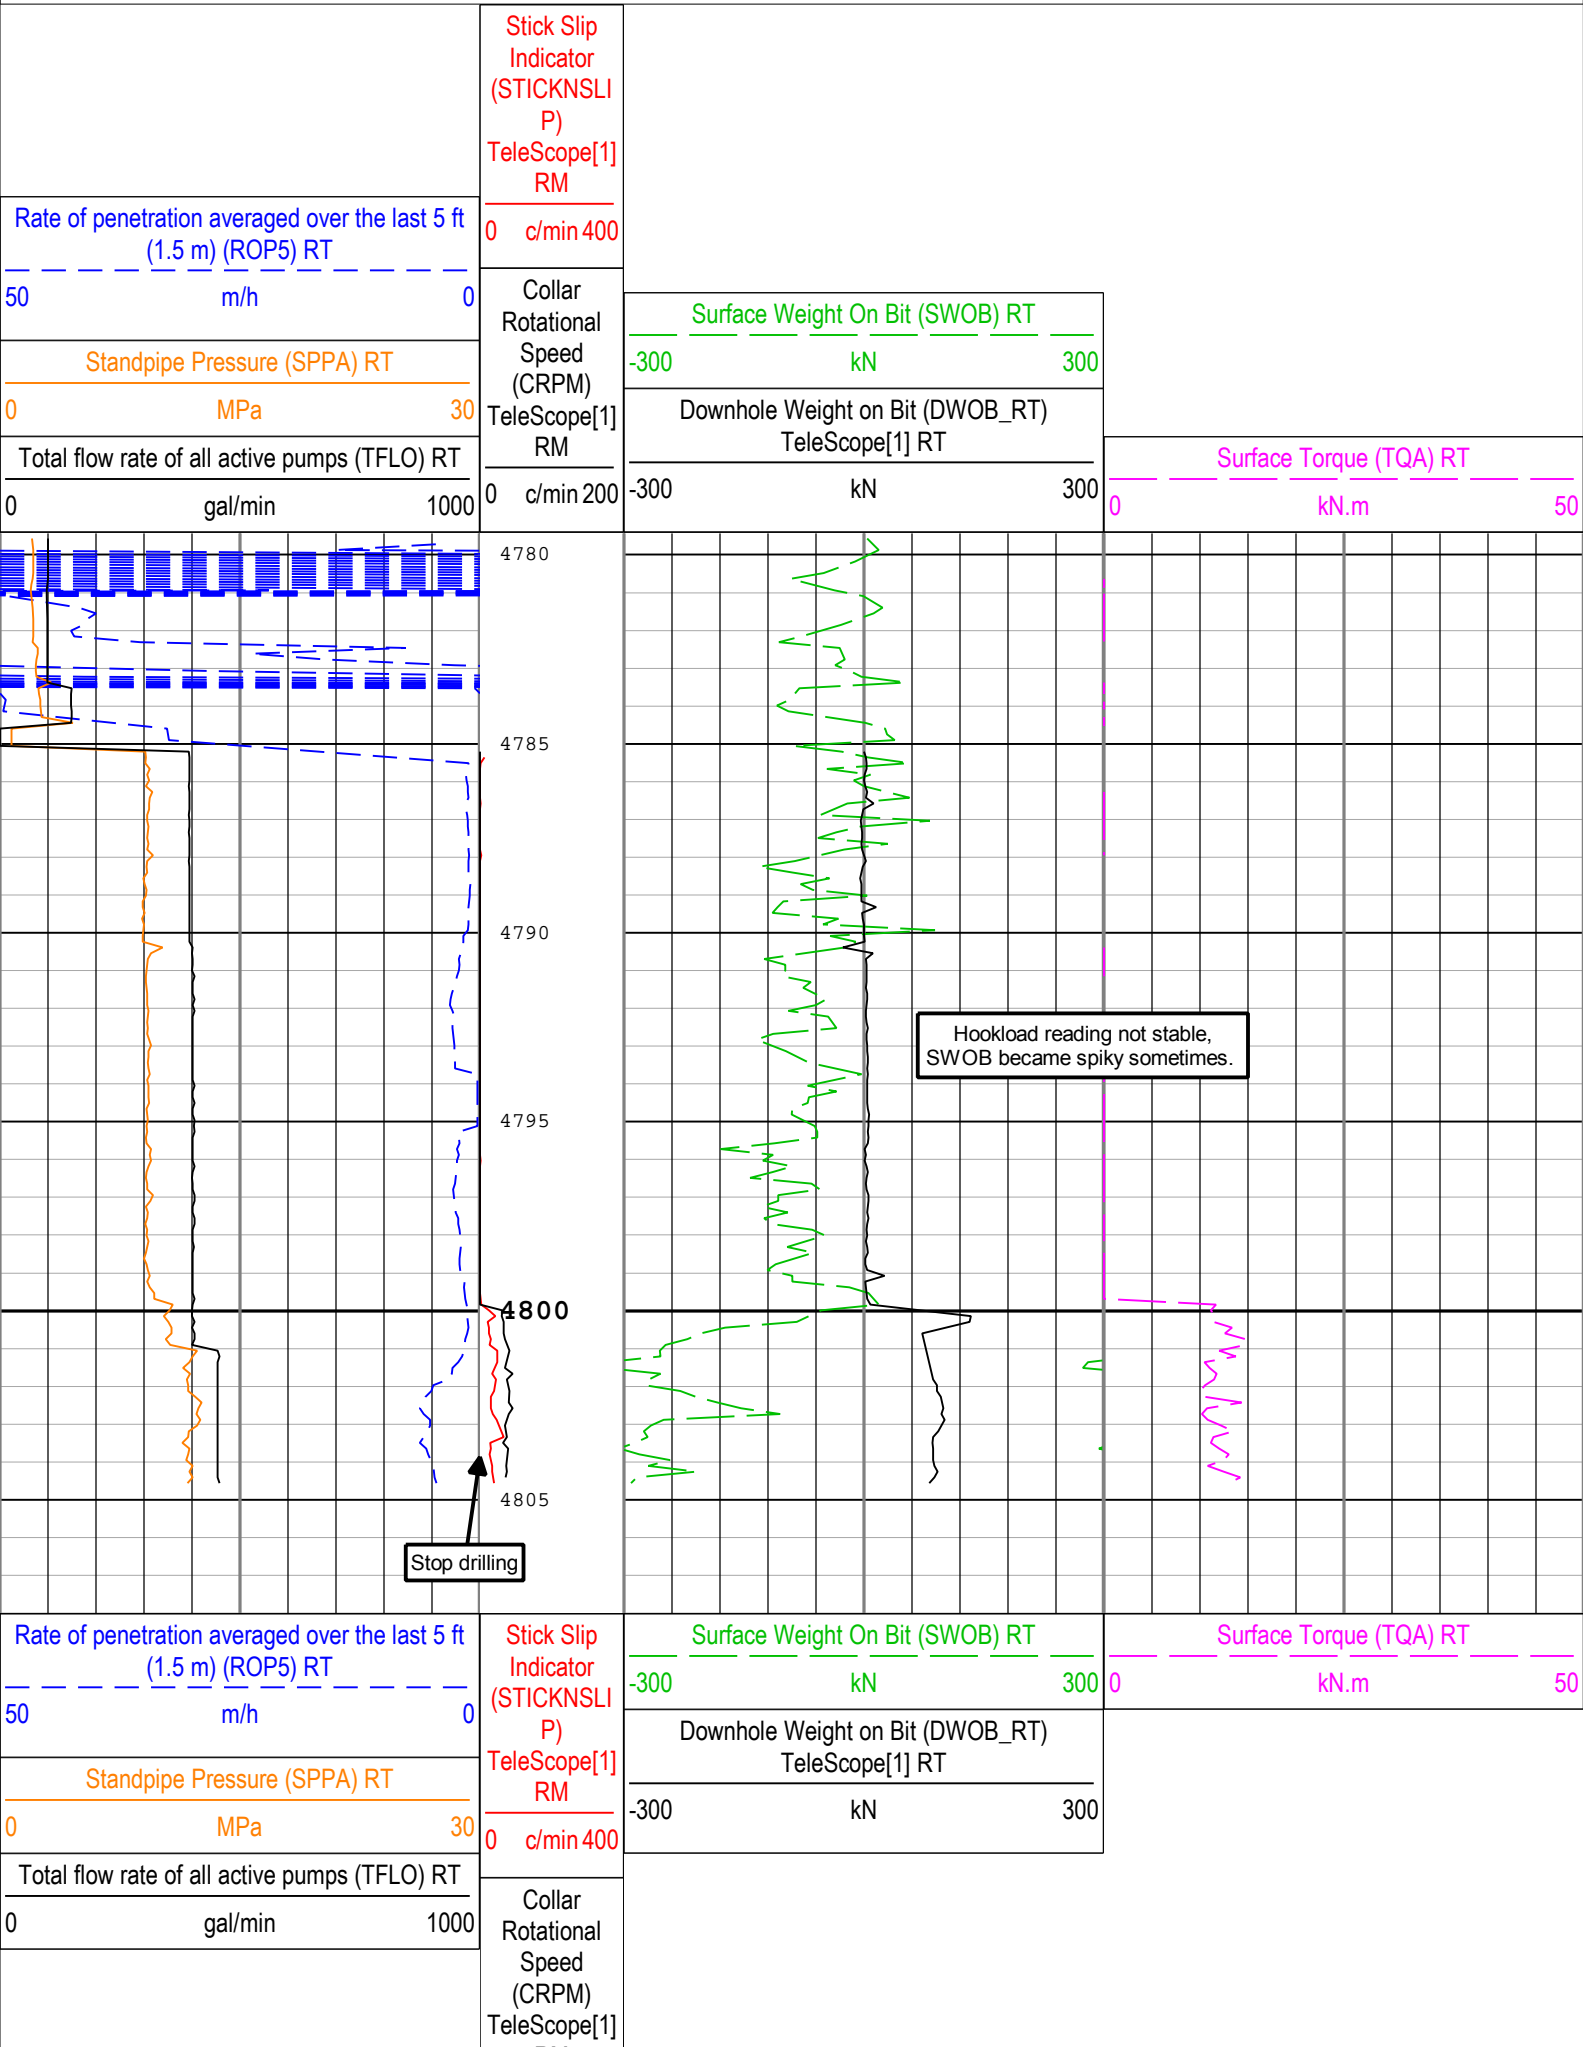 Stick Slip
Indicator
(STICKNSLI
P)
TeleScope[1]
RM
0 c/min 400
Rate of penetration averaged over the last 5 ft
(1.5 m) (ROP5) RT
50 m/h 0
Collar
Rotational
Speed
(CRPM)
TeleScope[1]
RM
0 c/min 200
Surface Weight On Bit (SWOB) RT
-300 kN 300
Standpipe Pressure (SPPA) RT
0 MPa 30
Downhole Weight on Bit (DWOB_RT)
TeleScope[1] RT
-300 kN 300
Total flow rate of all active pumps (TFLO) RT
0 gal/min 1000
Surface Torque (TQA) RT
0 kN.m 50
4780
4785
4790
Hookload reading not stable,
SWOB became spiky sometimes.
4795
4800
4805
Stop drilling
Rate of penetration averaged over the last 5 ft
(1.5 m) (ROP5) RT
50 m/h 0
Standpipe Pressure (SPPA) RT
0 MPa 30
Total flow rate of all active pumps (TFLO) RT
0 gal/min 1000
Stick Slip
Indicator
(STICKNSLI
P)
TeleScope[1]
RM
0 c/min 400
Collar
Rotational
Speed
(CRPM)
TeleScope[1]
Surface Weight On Bit (SWOB) RT
-300 kN 300
Downhole Weight on Bit (DWOB_RT)
TeleScope[1] RT
-300 kN 300
Surface Torque (TQA) RT
0 kN.m 50